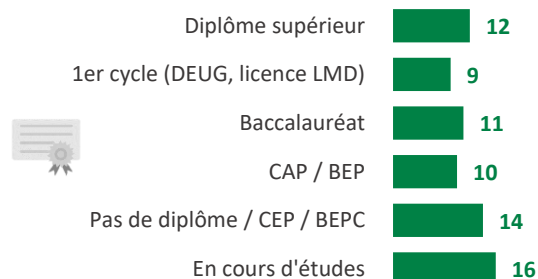 Diplôme supérieur 12
1er cycle (DEUG, licence LMD) 9
Baccalauréat 11
CAP / BEP 10
Pas de diplôme / CEP / BEPC 14
En cours d'études 16